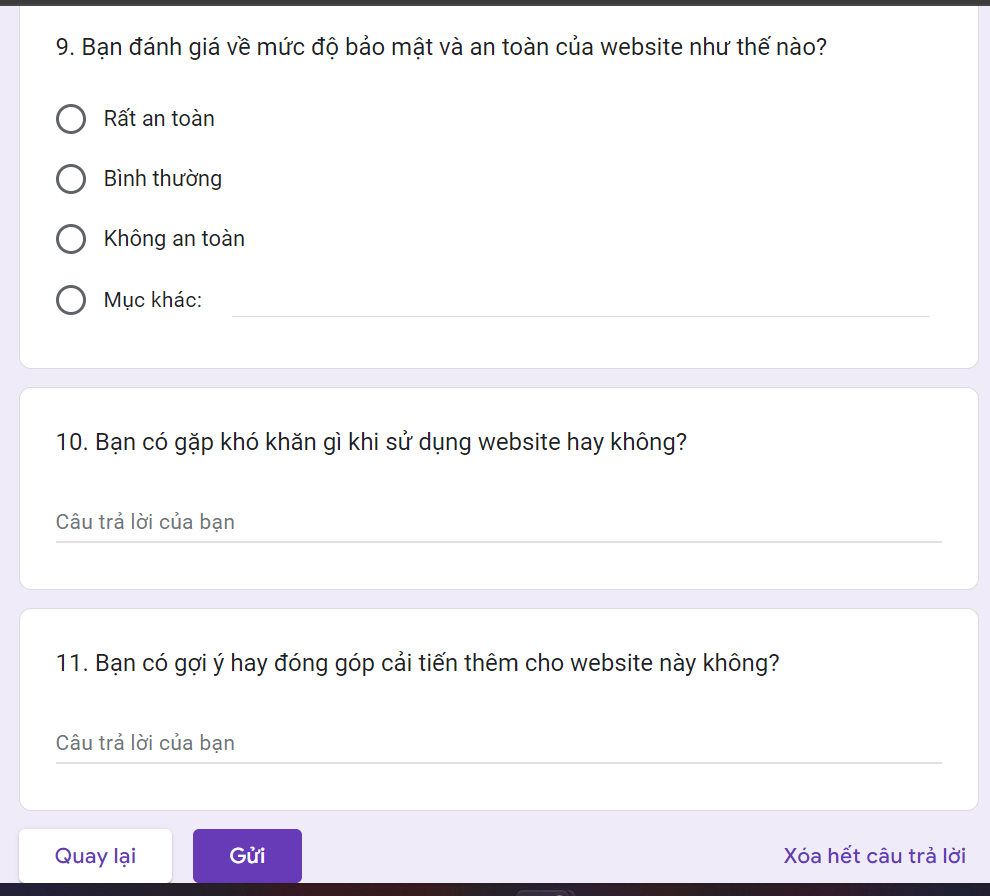 9. Bạn đánh giá về mức độ bảo mật và an toàn của website như thế nào?
Rất an toàn
Bình thường
Không an toàn
Mục khác:
10. Bạn có gặp khó khăn gì khi sử dụng website hay không?
Câu trả lời của bạn
11. Bạn có gợi ý hay đóng góp cải tiến thêm cho website này không?
Câu trả lời của bạn
Quay lại
Gửi
Xóa hết câu trả lời